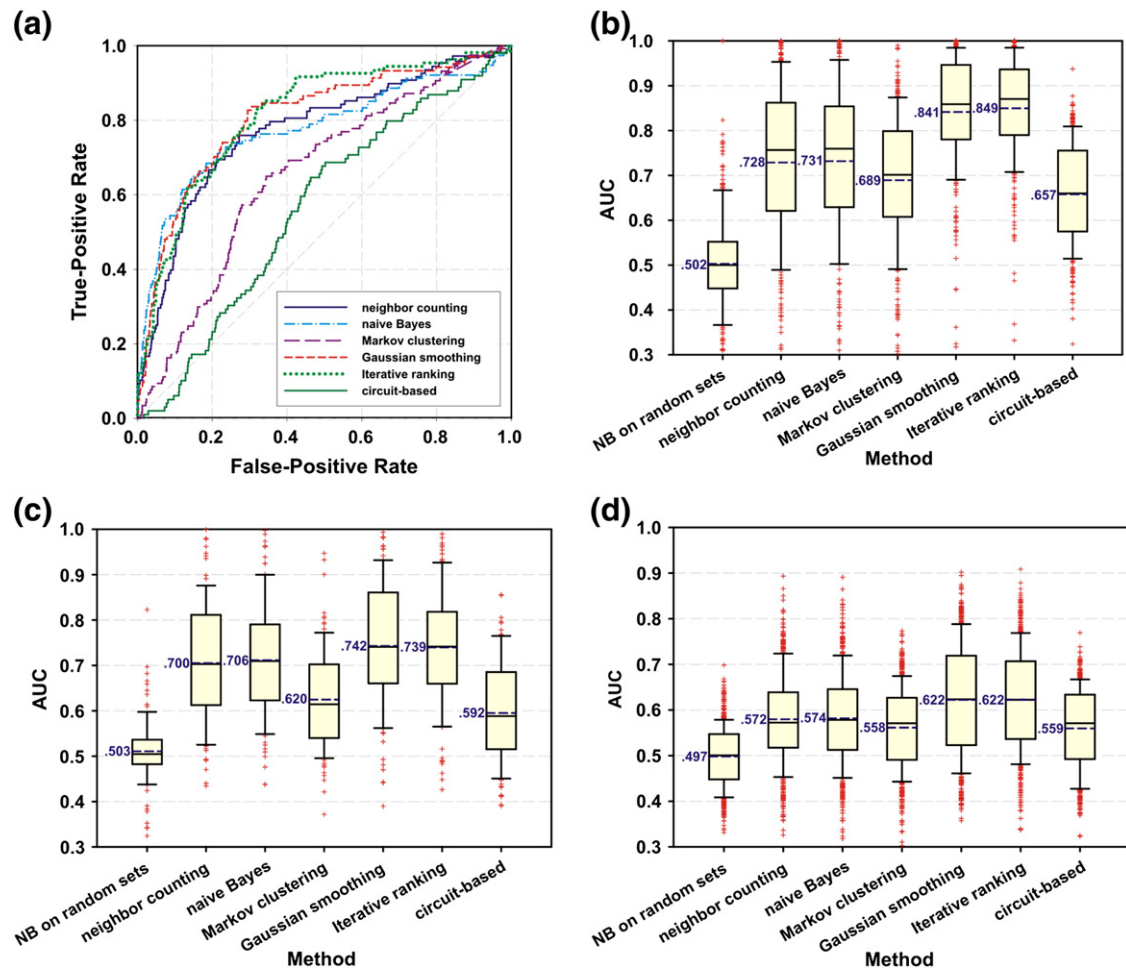 (a)
1.0
0.8
0.6
0.4
0.2
0.0
True-Positive Rate
neighbor counting
naive Bayes
Markov clustering
Gaussian smoothing
Iterative ranking
circuit-based
0.0 0.2 0.4 0.6 0.8 1.0
False-Positive Rate
(b)
1.0
0.9
0.8
0.7
0.6
0.5
0.4
0.3
AUC
.502
.728
.731
.689
.841
.849
.657
NB on random sets
neighbor counting
naive Bayes
Markov clustering
Gaussian smoothing
Iterative ranking
circuit-based
Method
(c)
1.0
0.9
0.8
0.7
0.6
0.5
0.4
0.3
AUC
.503
.700
.706
.620
.742
.739
.592
NB on random sets
neighbor counting
naive Bayes
Markov clustering
Gaussian smoothing
Iterative ranking
circuit-based
Method
(d)
1.0
0.9
0.8
0.7
0.6
0.5
0.4
0.3
AUC
.497
.572
.574
.558
.622
.622
.559
NB on random sets
neighbor counting
naive Bayes
Markov clustering
Gaussian smoothing
Iterative ranking
circuit-based
Method